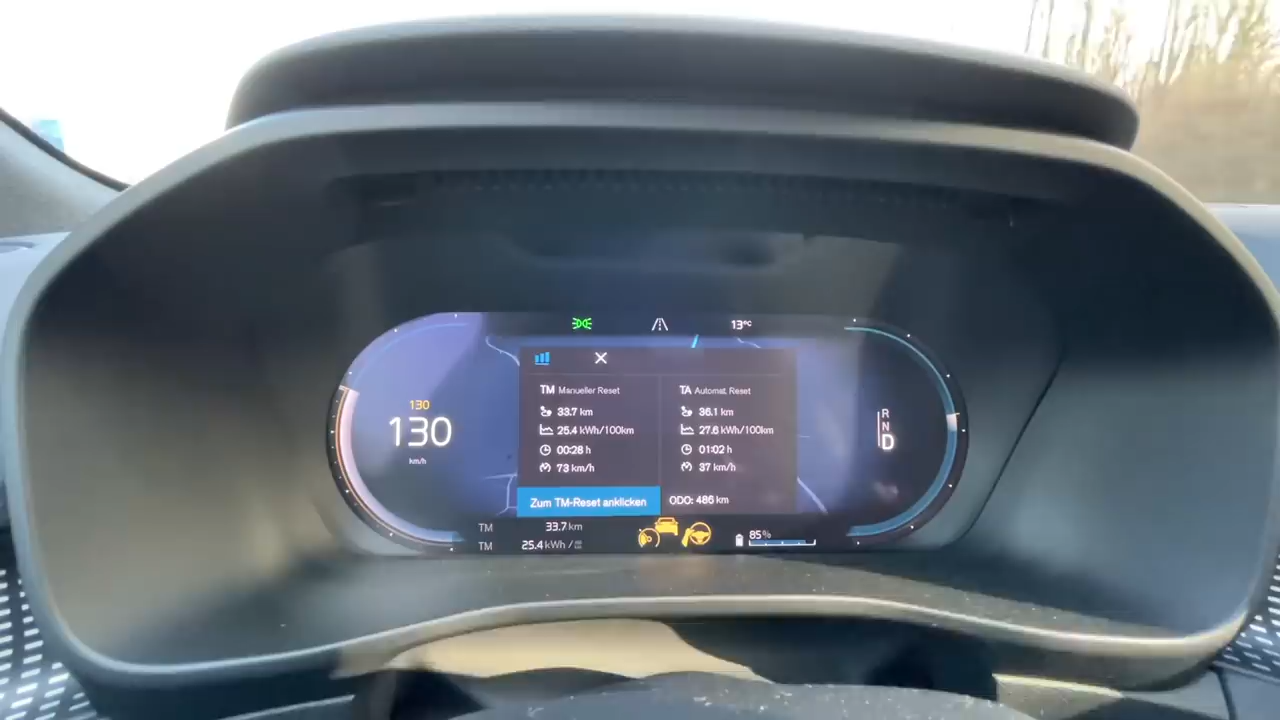 13°C
130
130
km/h
TM Manueller Reset
33.7 km
25.4 kWh/100km
00:28 h
73 km/h
Zum TM-Reset anklicken
TA Automat. Reset
36.1 km
27.6 kWh/100km
01:02 h
37 km/h
ODO: 486 km
R
N
D
TM 33.7 km
TM 25.4 kWh /
85%